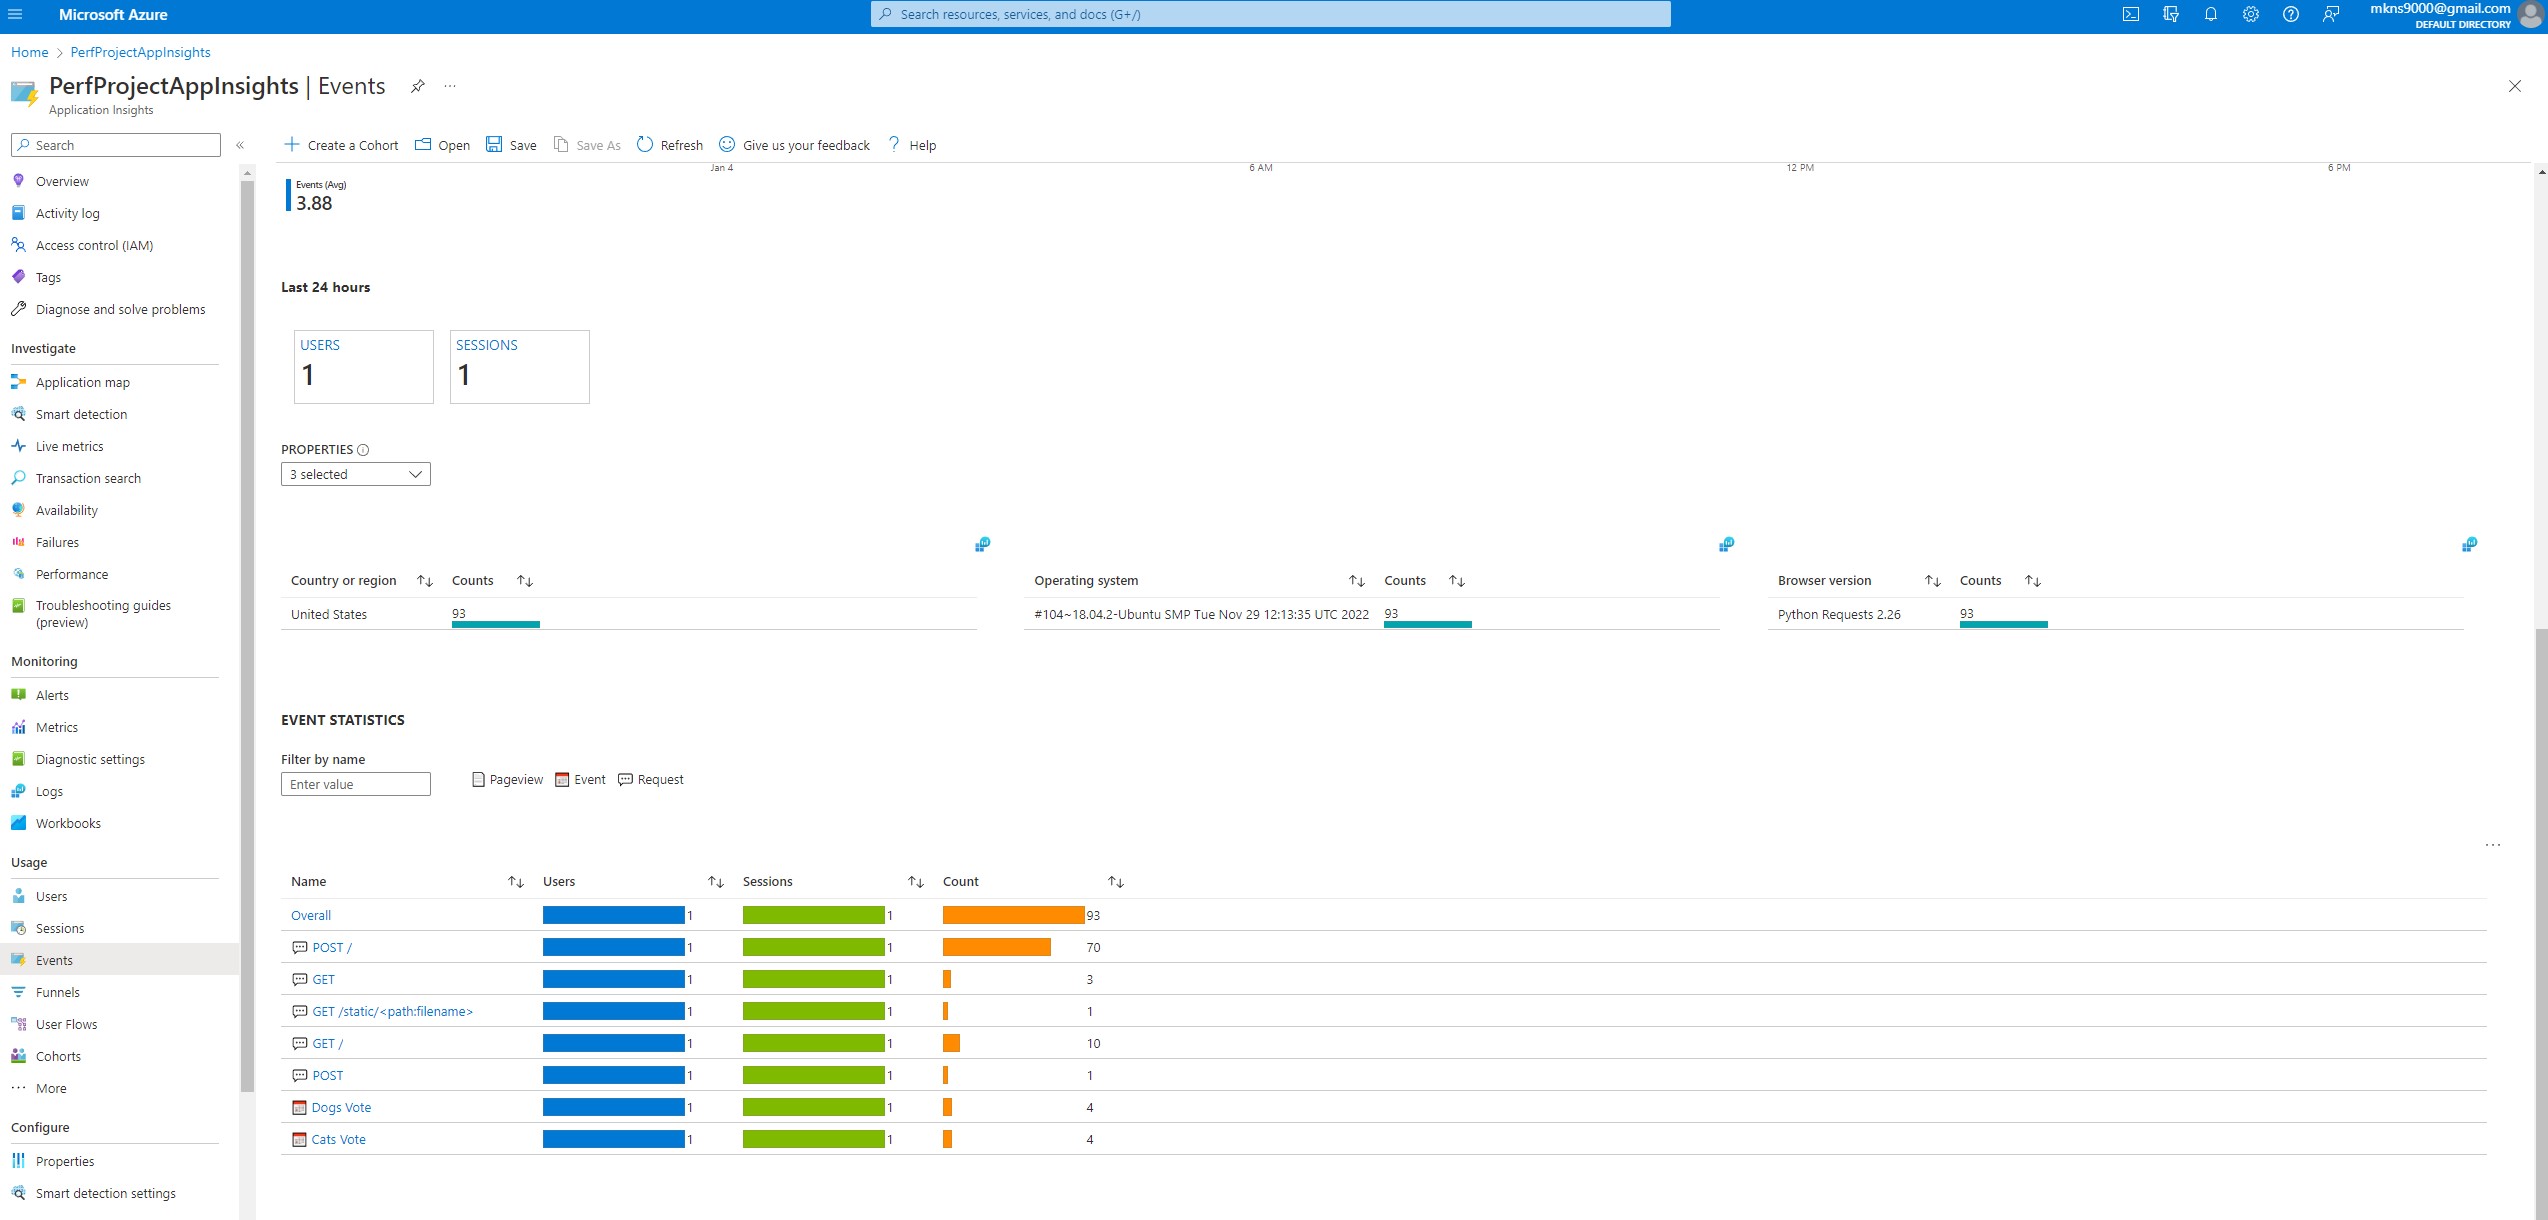 Microsoft Azure
Search resources, services, and docs (G+/)
mkns9000@gmail.com
DEFAULT DIRECTORY
Home > PerfProjectAppInsights
PerfProjectAppInsights | Events
Application Insights
Search
Create a Cohort Open Save Save As Refresh Give us your feedback ? Help
Overview
Activity log
Access control (IAM)
Tags
Diagnose and solve problems
Investigate
Application map
Smart detection
Live metrics
Transaction search
Availability
Failures
Performance
Troubleshooting guides
(preview)
Monitoring
Alerts
Metrics
Diagnostic settings
Logs
Workbooks
Usage
Users
Sessions
Events
Funnels
User Flows
Cohorts
More
Configure
Properties
Smart detection settings
Jan 4 6 AM 12 PM 6 PM
Events (Avg)
3.88
Last 24 hours
USERS
1
SESSIONS
1
PROPERTIES
3 selected
Country or region Counts
United States 93
Operating system Counts
#104~18.04.2-Ubuntu SMP Tue Nov 29 12:13:35 UTC 2022 93
Browser version Counts
Python Requests 2.26 93
EVENT STATISTICS
Filter by name
Enter value
Pageview Event Request
Name Users Sessions Count
Overall 1 1 93
POST / 1 1 70
GET 1 1 3
GET /static/<path:filename> 1 1 1
GET / 1 1 10
POST 1 1 1
Dogs Vote 1 1 4
Cats Vote 1 1 4